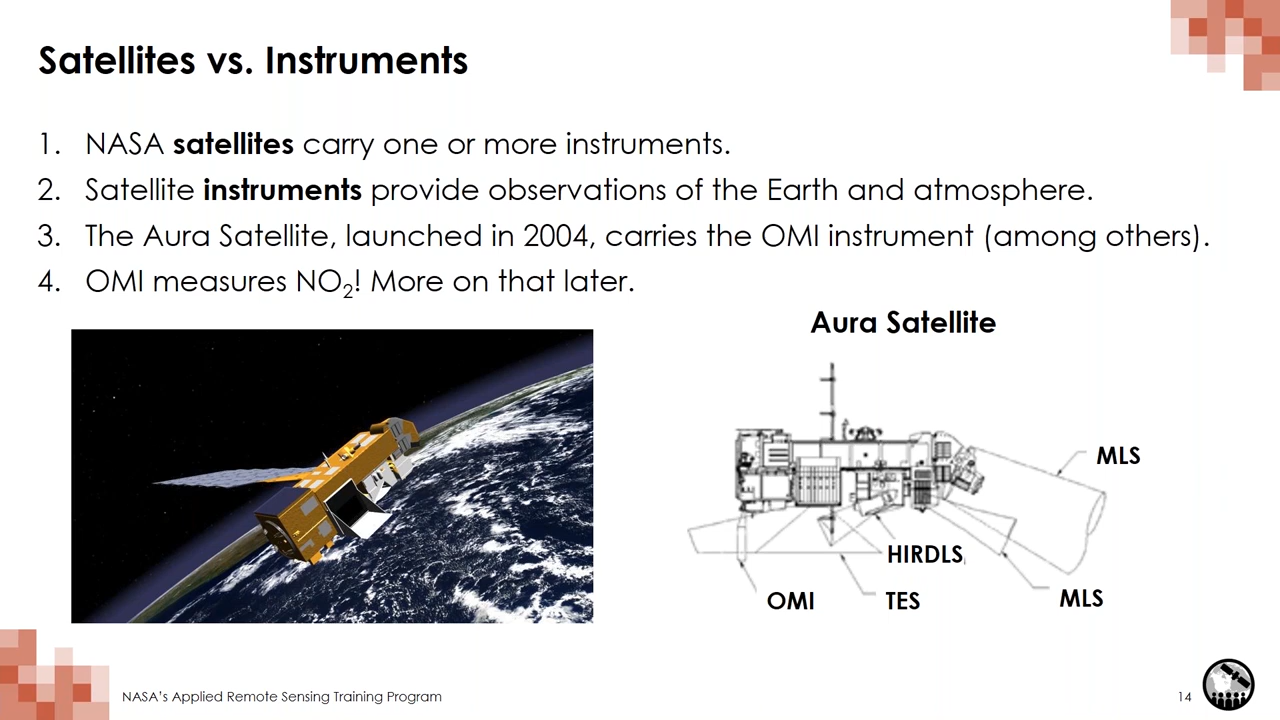 Satellites vs. Instruments
1. NASA satellites carry one or more instruments.
2. Satellite instruments provide observations of the Earth and atmosphere.
3. The Aura Satellite, launched in 2004, carries the OMI instrument (among others).
4. OMI measures NO₂! More on that later.
Aura Satellite
MLS
HIRDLS
OMI
TES
MLS
NASA's Applied Remote Sensing Training Program
14